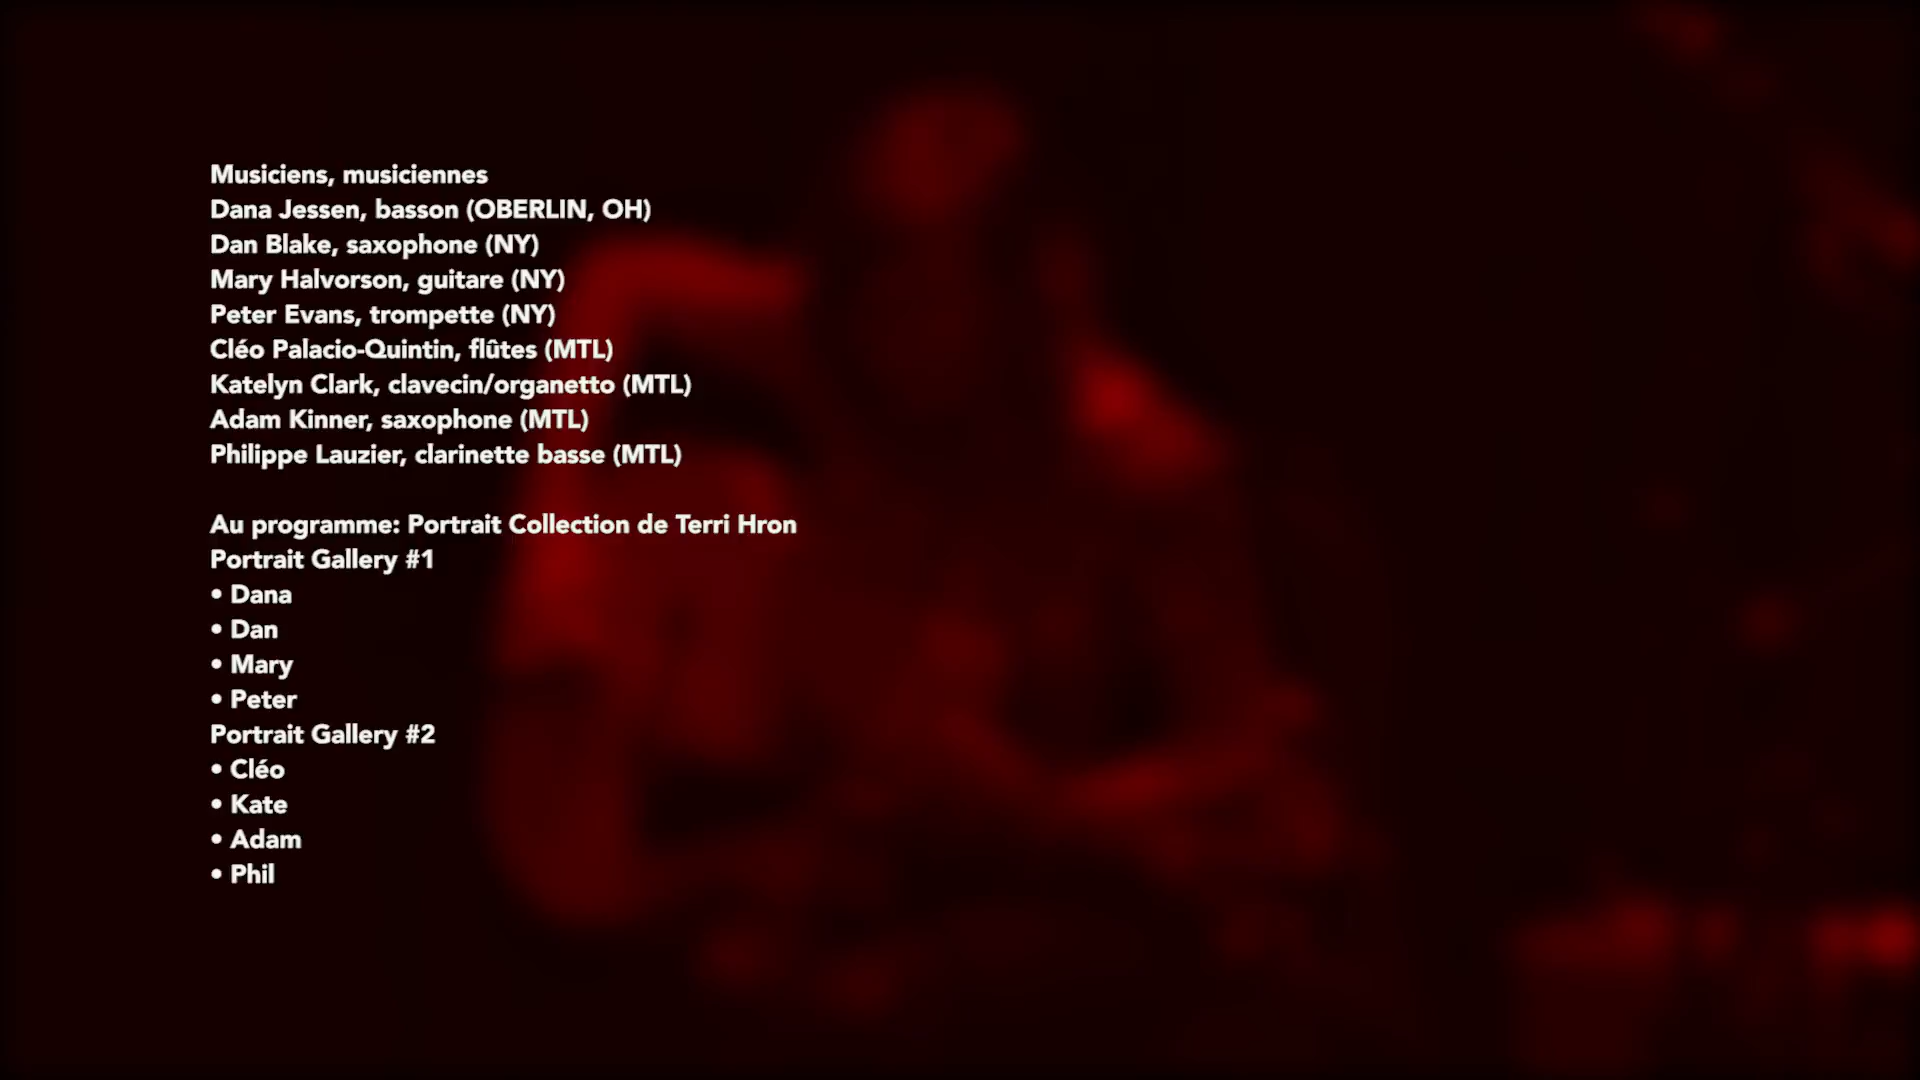 Musiciens, musiciennes
Dana Jessen, basson (OBERLIN, OH)
Dan Blake, saxophone (NY)
Mary Halvorson, guitare (NY)
Peter Evans, trompette (NY)
Cléo Palacio-Quintin, flûtes (MTL)
Katelyn Clark, clavecin/organetto (MTL)
Adam Kinner, saxophone (MTL)
Philippe Lauzier, clarinette basse (MTL)
Au programme: Portrait Collection de Terri Hron
Portrait Gallery #1
• Dana
• Dan
• Mary
• Peter
Portrait Gallery #2
• Cléo
• Kate
• Adam
• Phil